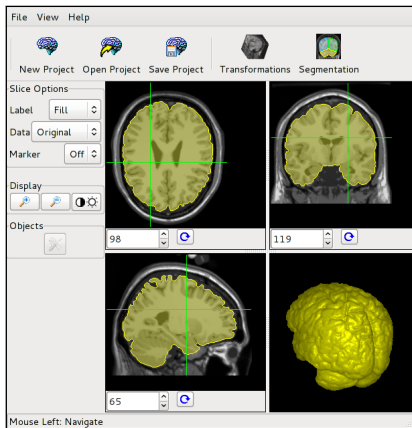 File View Help
New Project Open Project Save Project Transformations Segmentation
Slice Options
Label Fill
Data Original
Marker Off
Display
Objects
98
119
65
Mouse Left: Navigate